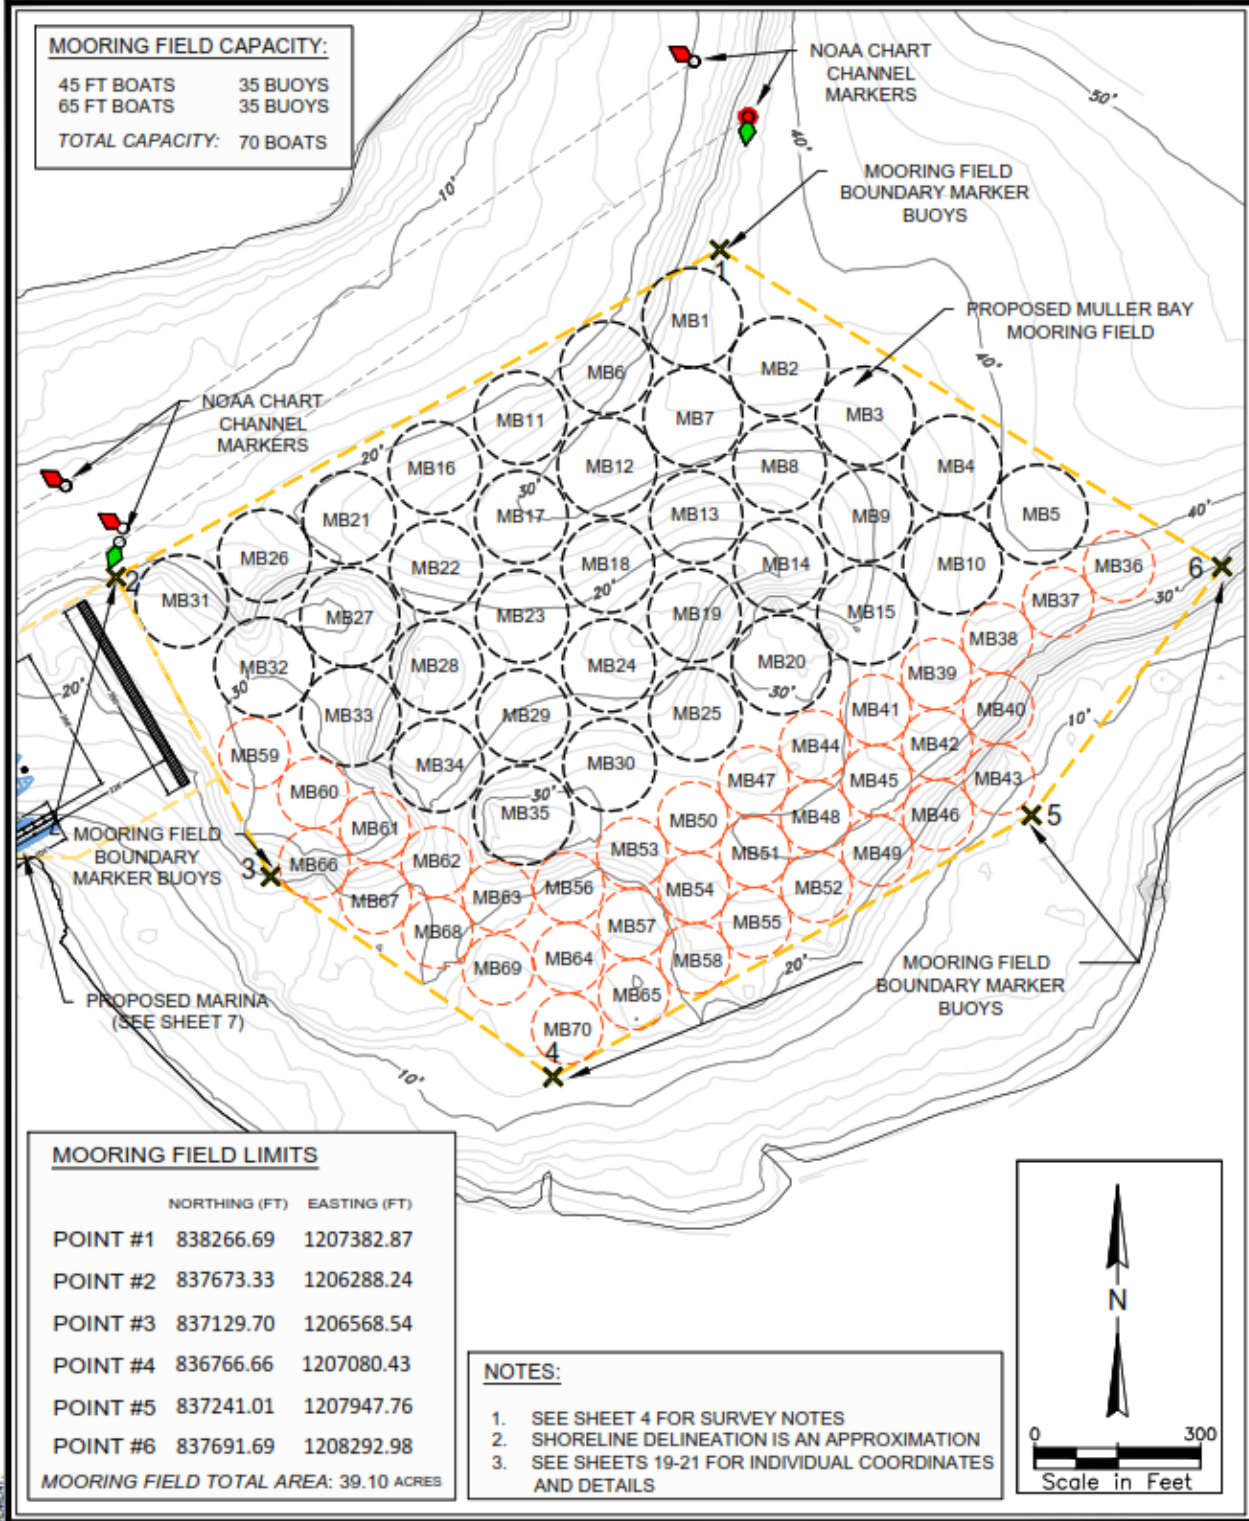 MOORING FIELD CAPACITY:
45 FT BOATS 35 BUOYS
65 FT BOATS 35 BUOYS
TOTAL CAPACITY: 70 BOATS
NOAA CHART
CHANNEL
MARKERS
50'
40'
10'
MOORING FIELD
BOUNDARY MARKER
BUOYS
1
PROPOSED MULLER BAY
MOORING FIELD
40'
MB1
MB6
MB2
MB11
MB7
MB3
NOAA CHART
CHANNEL
MARKERS
20'
MB16
MB12
MB8
MB4
30'
MB21
MB17
MB13
MB9
MB5
40'
MB26
MB22
MB18
MB14
MB10
MB36
6
2
20'
30'
MB31
MB27
MB23
MB19
MB15
MB37
MB38
MB32
MB28
MB24
MB20
MB39
20'
30'
30'
MB33
MB29
MB25
MB41
MB40
10'
MB59
MB34
MB30
MB44
MB42
MB60
MB47
MB45
MB43
30'
MB35
MB61
MB50
MB48
MB46
5
MOORING FIELD
BOUNDARY
MARKER BUOYS
3
MB66
MB62
MB53
MB51
MB49
MB67
MB63
MB56
MB54
MB52
MB68
MB57
MB55
MB69
MB64
MB58
20'
MB65
MB70
4
MOORING FIELD
BOUNDARY MARKER
BUOYS
PROPOSED MARINA
(SEE SHEET 7)
10'
MOORING FIELD LIMITS
NORTHING (FT) EASTING (FT)
POINT #1 838266.69 1207382.87
POINT #2 837673.33 1206288.24
POINT #3 837129.70 1206568.54
POINT #4 836766.66 1207080.43
POINT #5 837241.01 1207947.76
POINT #6 837691.69 1208292.98
MOORING FIELD TOTAL AREA: 39.10 ACRES
NOTES:
1. SEE SHEET 4 FOR SURVEY NOTES
2. SHORELINE DELINEATION IS AN APPROXIMATION
3. SEE SHEETS 19-21 FOR INDIVIDUAL COORDINATES
AND DETAILS
N
0 300
Scale in Feet